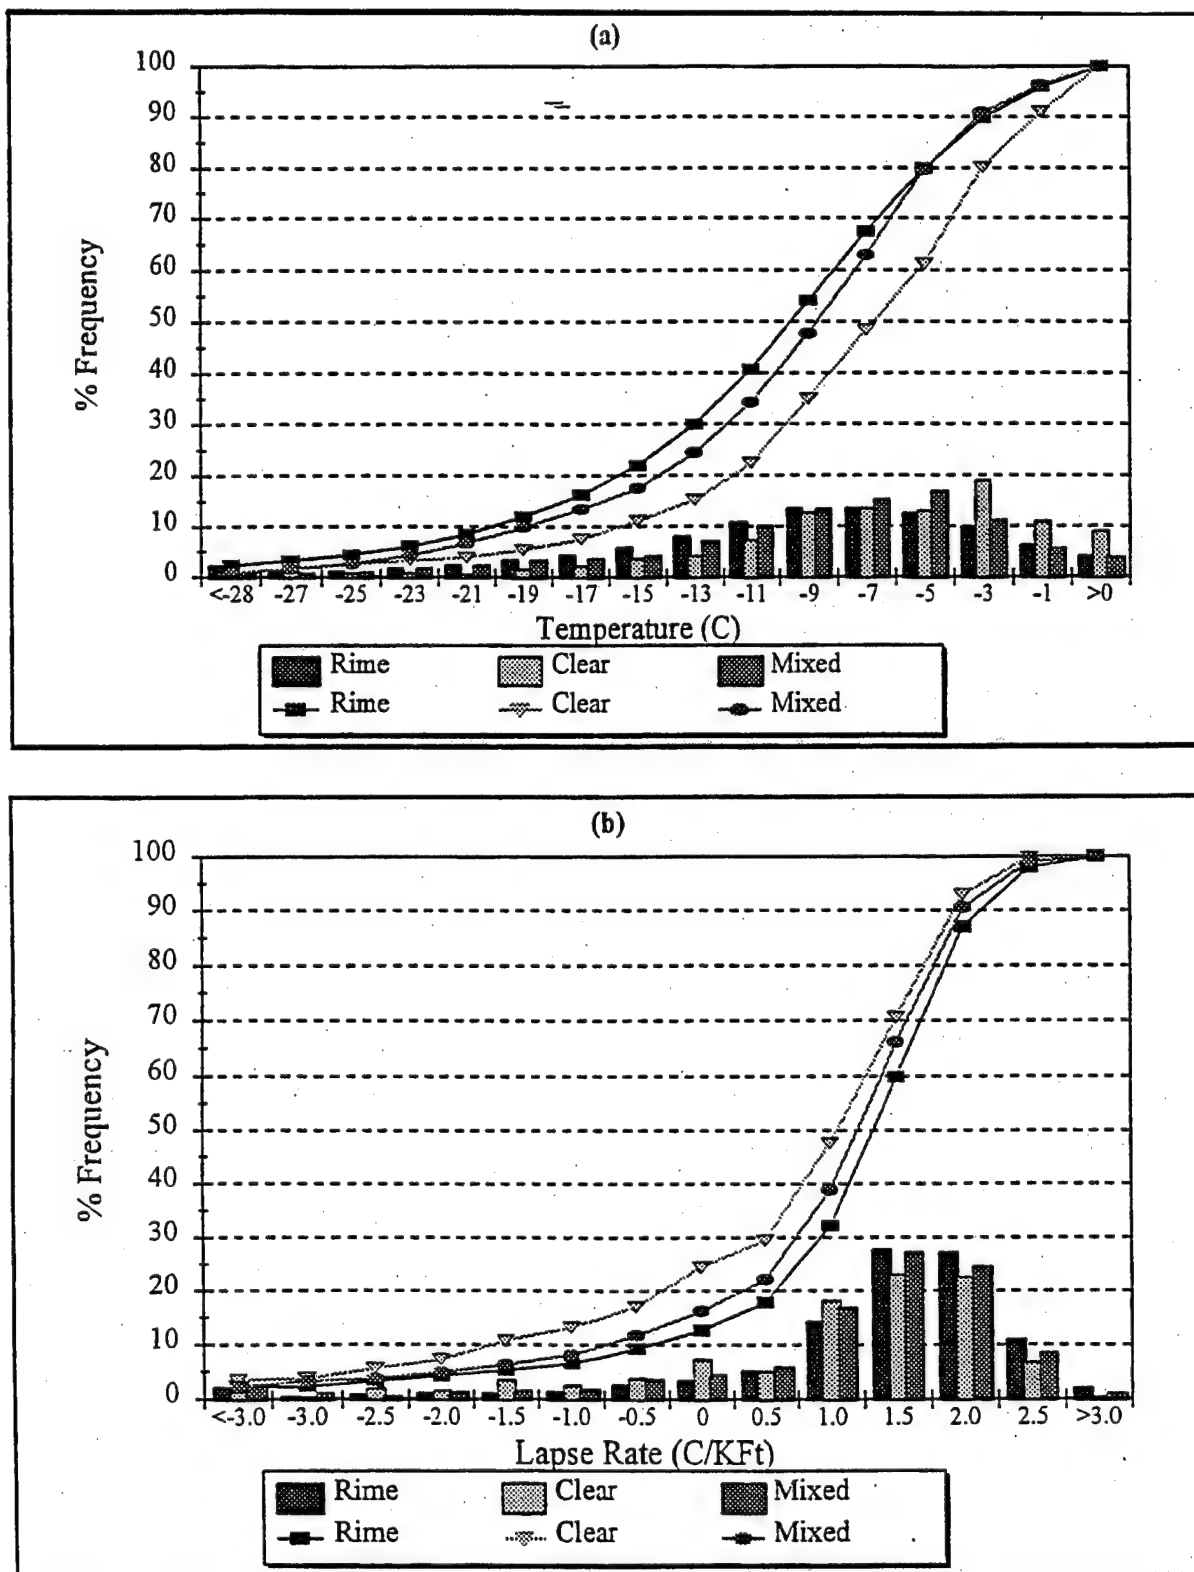 (a)
100
90
80
70
60
50
40
30
20
10
0
% Frequency
<-28 -27 -25 -23 -21 -19 -17 -15 -13 -11 -9 -7 -5 -3 -1 >0
Temperature (C)
Rime Clear Mixed
Rime Clear Mixed
(b)
100
90
80
70
60
50
40
30
20
10
0
% Frequency
<-3.0 -3.0 -2.5 -2.0 -1.5 -1.0 -0.5 0 0.5 1.0 1.5 2.0 2.5 >3.0
Lapse Rate (C/KFt)
Rime Clear Mixed
Rime Clear Mixed